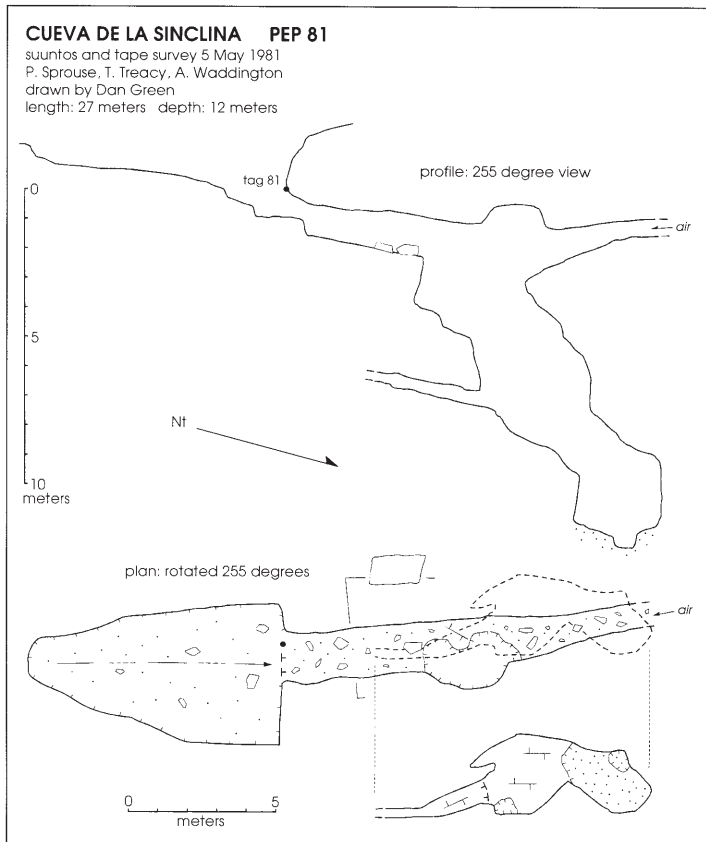 CUEVA DE LA SINCLINA PEP 81
suuntos and tape survey 5 May 1981
P. Sprouse, T. Treacy, A. Waddington
drawn by Dan Green
length: 27 meters depth: 12 meters
tag 81
profile: 255 degree view
0
air
5
Nt
10
meters
plan: rotated 255 degrees
air
0 5
meters